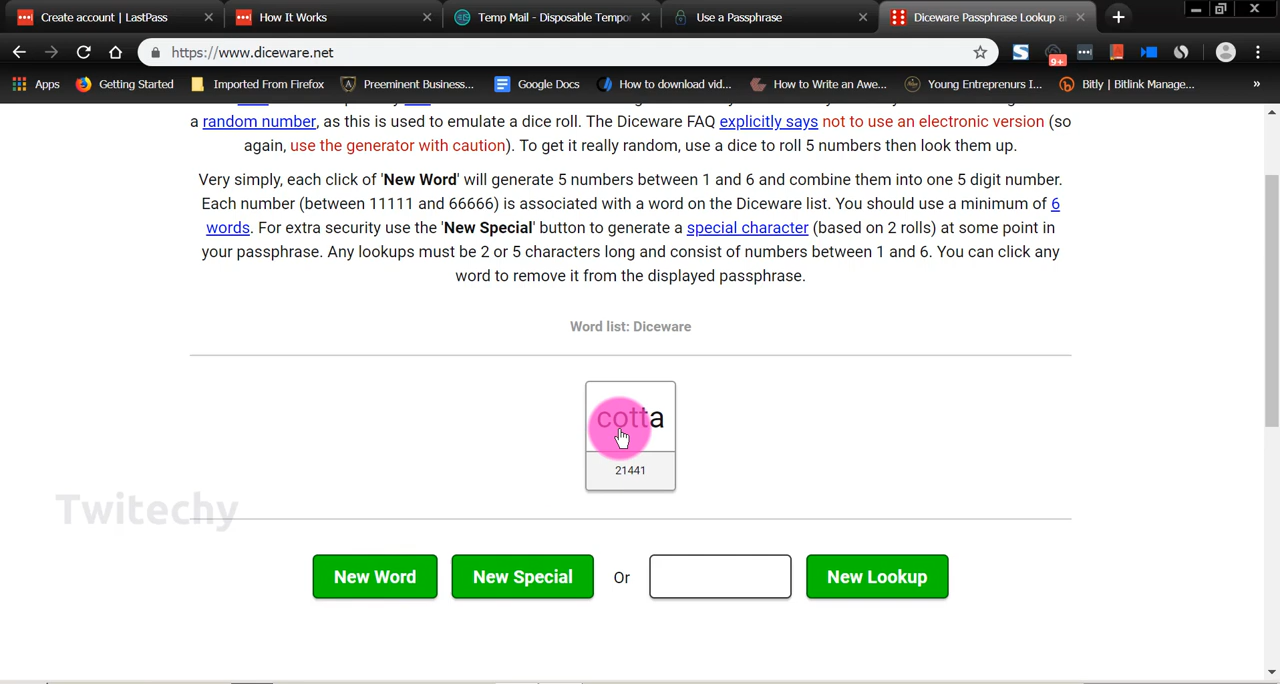 Create account | LastPass
How It Works
Temp Mail - Disposable Tempor
Use a Passphrase
Diceware Passphrase Lookup a
https://www.diceware.net
9+
Apps
Getting Started
Imported From Firefox
Preeminent Business...
Google Docs
How to download vid...
How to Write an Awe...
Young Entreprenurs I...
Bitly | Bitlink Manage...
»
a random number, as this is used to emulate a dice roll. The Diceware FAQ explicitly says not to use an electronic version (so
again, use the generator with caution). To get it really random, use a dice to roll 5 numbers then look them up.
Very simply, each click of 'New Word' will generate 5 numbers between 1 and 6 and combine them into one 5 digit number.
Each number (between 11111 and 66666) is associated with a word on the Diceware list. You should use a minimum of 6
words. For extra security use the 'New Special' button to generate a special character (based on 2 rolls) at some point in
your passphrase. Any lookups must be 2 or 5 characters long and consist of numbers between 1 and 6. You can click any
word to remove it from the displayed passphrase.
Word list: Diceware
cotta
21441
Twitechy
New Word
New Special
Or
New Lookup